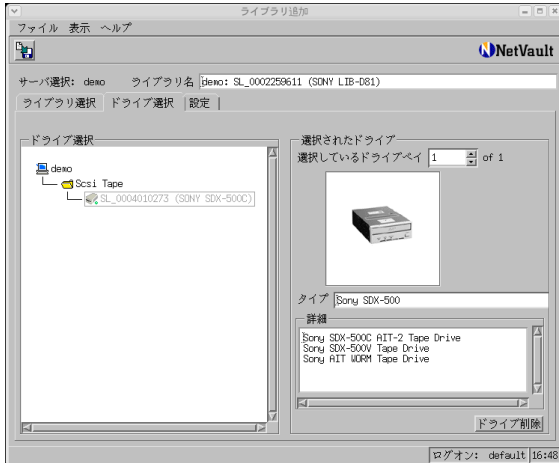 ライブラリ追加
ファイル 表示 ヘルプ
NetVault
サーバ選択: demo ライブラリ名 demo: SL_0002259611 (SONY LIB-D81)
ライブラリ選択 ドライブ選択 設定
ドライブ選択
demo
Scsi Tape
SL_0004010273 (SONY SDX-500C)
選択されたドライブ
選択しているドライブベイ 1 of 1
タイプ Sony SDX-500
詳細
Sony SDX-500C AIT-2 Tape Drive
Sony SDX-500V Tape Drive
Sony AIT WORM Tape Drive
ドライブ削除
ログオン: default 16:48